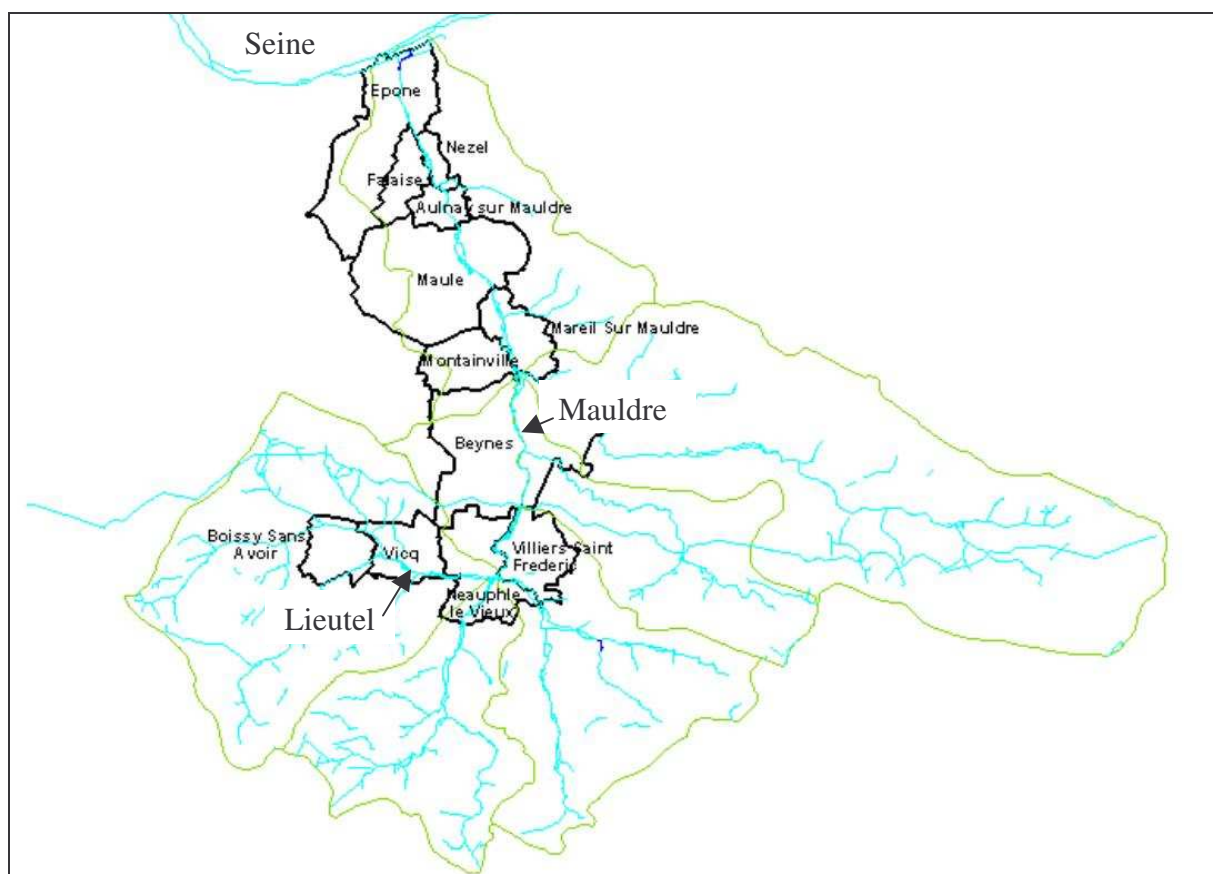 Seine
Epone
Nezel
Falaise
Aulnay sur Mauldre
Maule
Mareil Sur Mauldre
Montainville
Mauldre
Beynes
Boissy Sans
Avoir
Vicq
Villiers Saint
Frederic
Neauphle
le Vieux
Lieutel